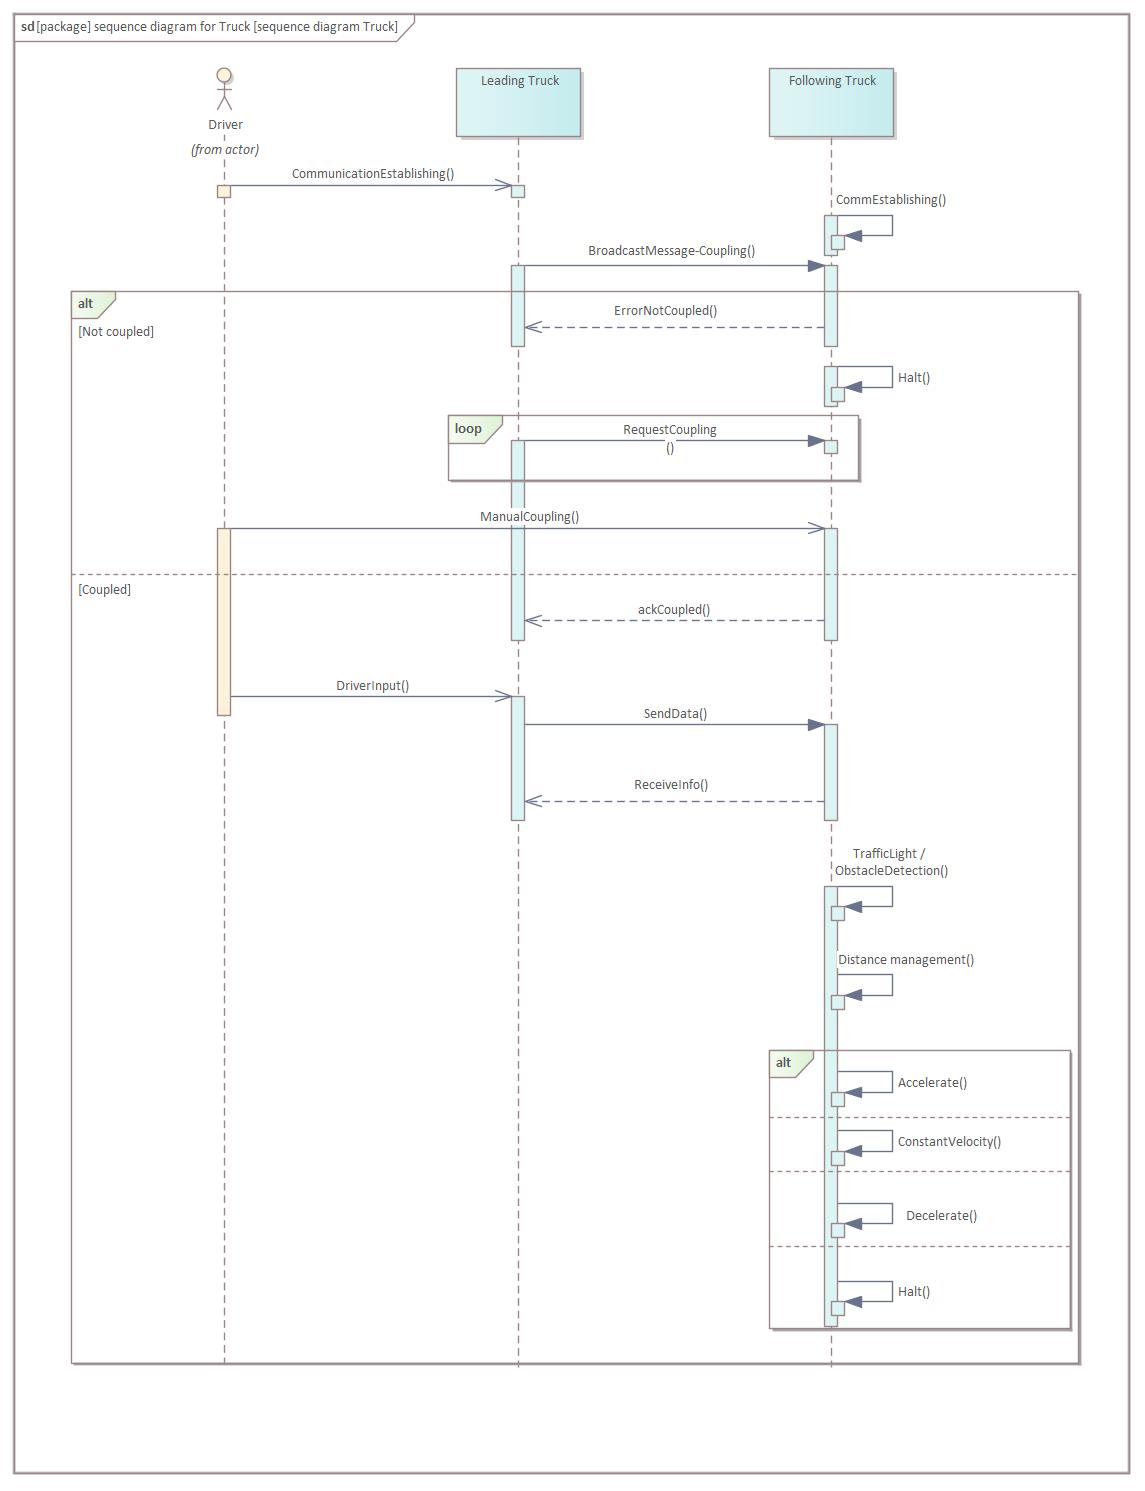 sd [package] sequence diagram for Truck [sequence diagram Truck]
Driver
(from actor)
Leading Truck
Following Truck
CommunicationEstablishing()
CommEstablishing()
BroadcastMessage-Coupling()
alt
[Not coupled]
ErrorNotCoupled()
Halt()
loop
RequestCoupling
()
ManualCoupling()
[Coupled]
ackCoupled()
DriverInput()
SendData()
ReceiveInfo()
TrafficLight /
ObstacleDetection()
Distance management()
alt
Accelerate()
ConstantVelocity()
Decelerate()
Halt()